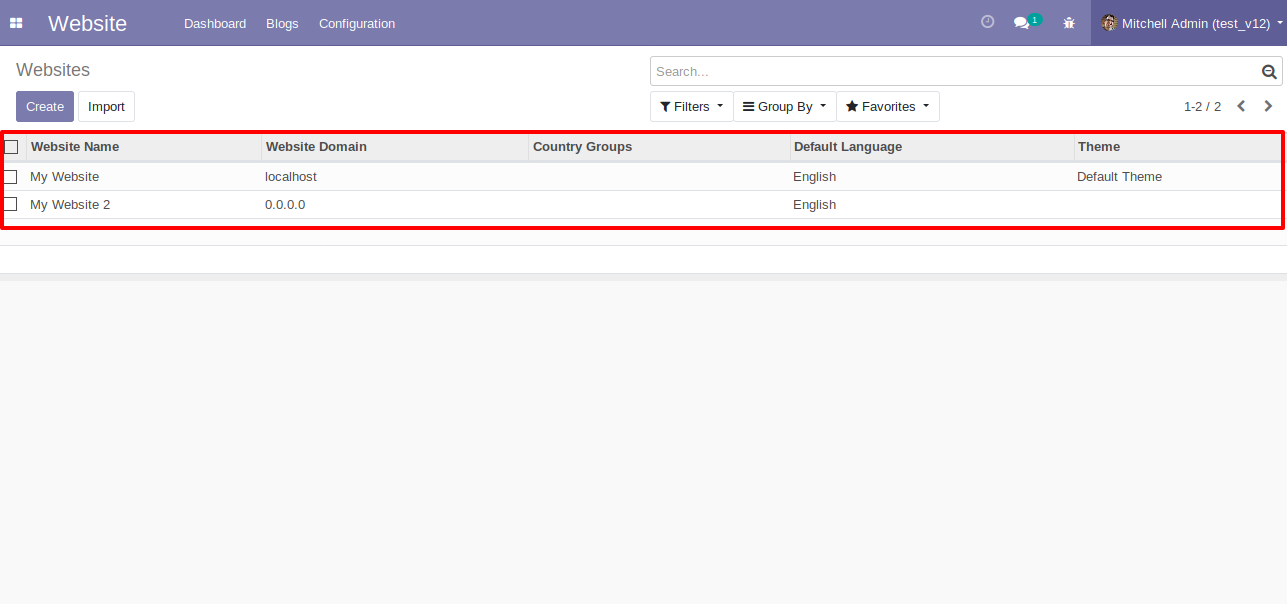 Website Dashboard Blogs Configuration 1 Mitchell Admin (test_v12)
Websites
Search...
Create Import Filters Group By Favorites 1-2 / 2
Website Name Website Domain Country Groups Default Language Theme
My Website localhost English Default Theme
My Website 2 0.0.0.0 English